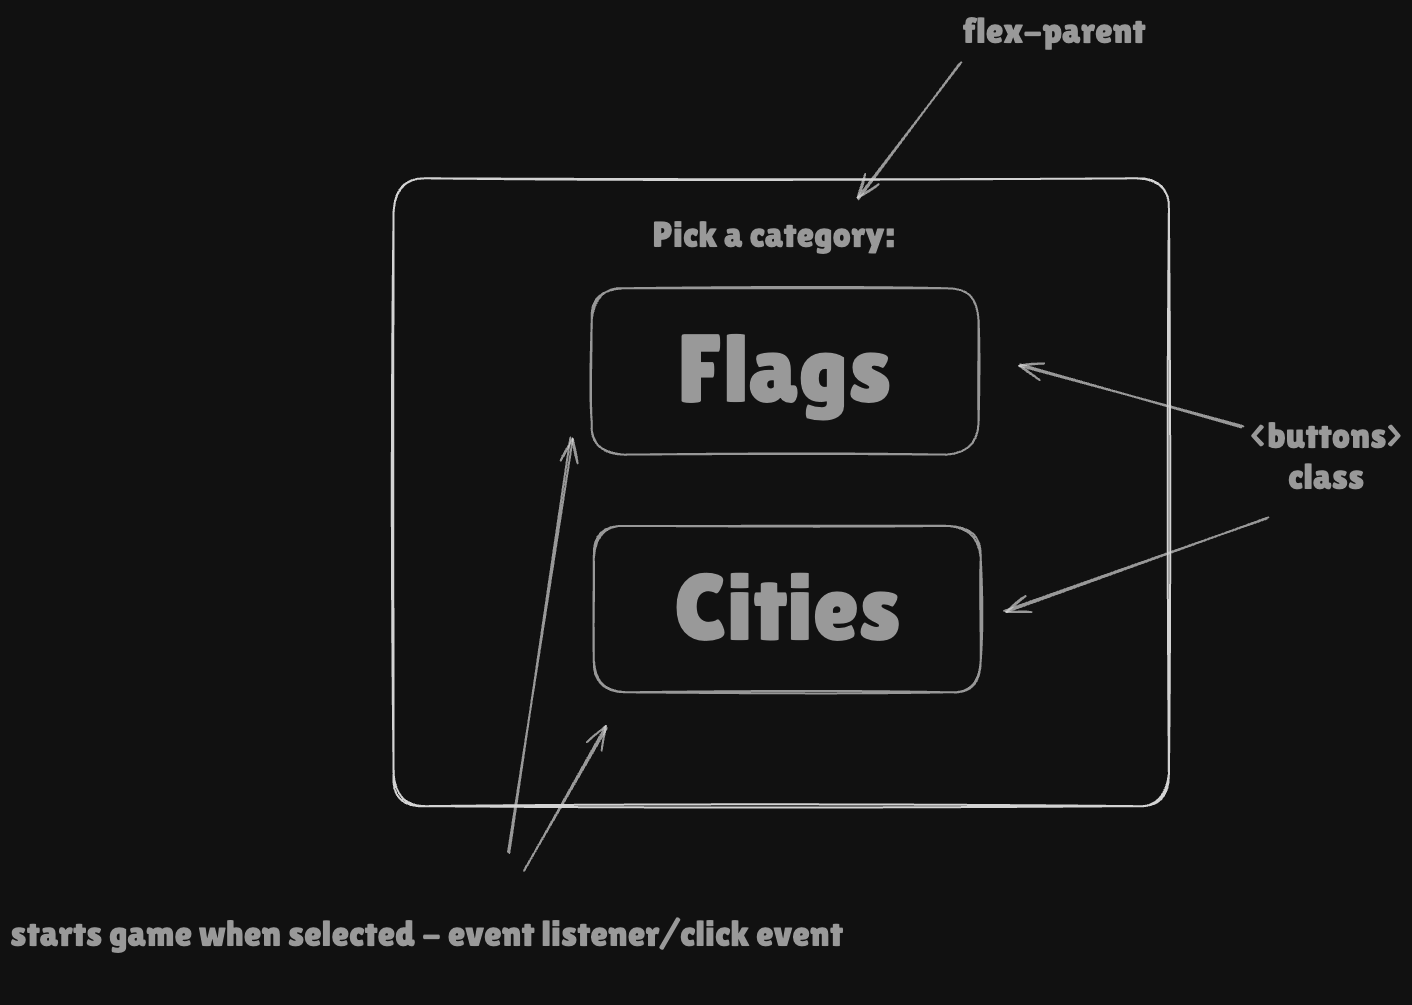 flex-parent
Pick a category:
Flags
<buttons>
class
Cities
starts game when selected - event listener/click event